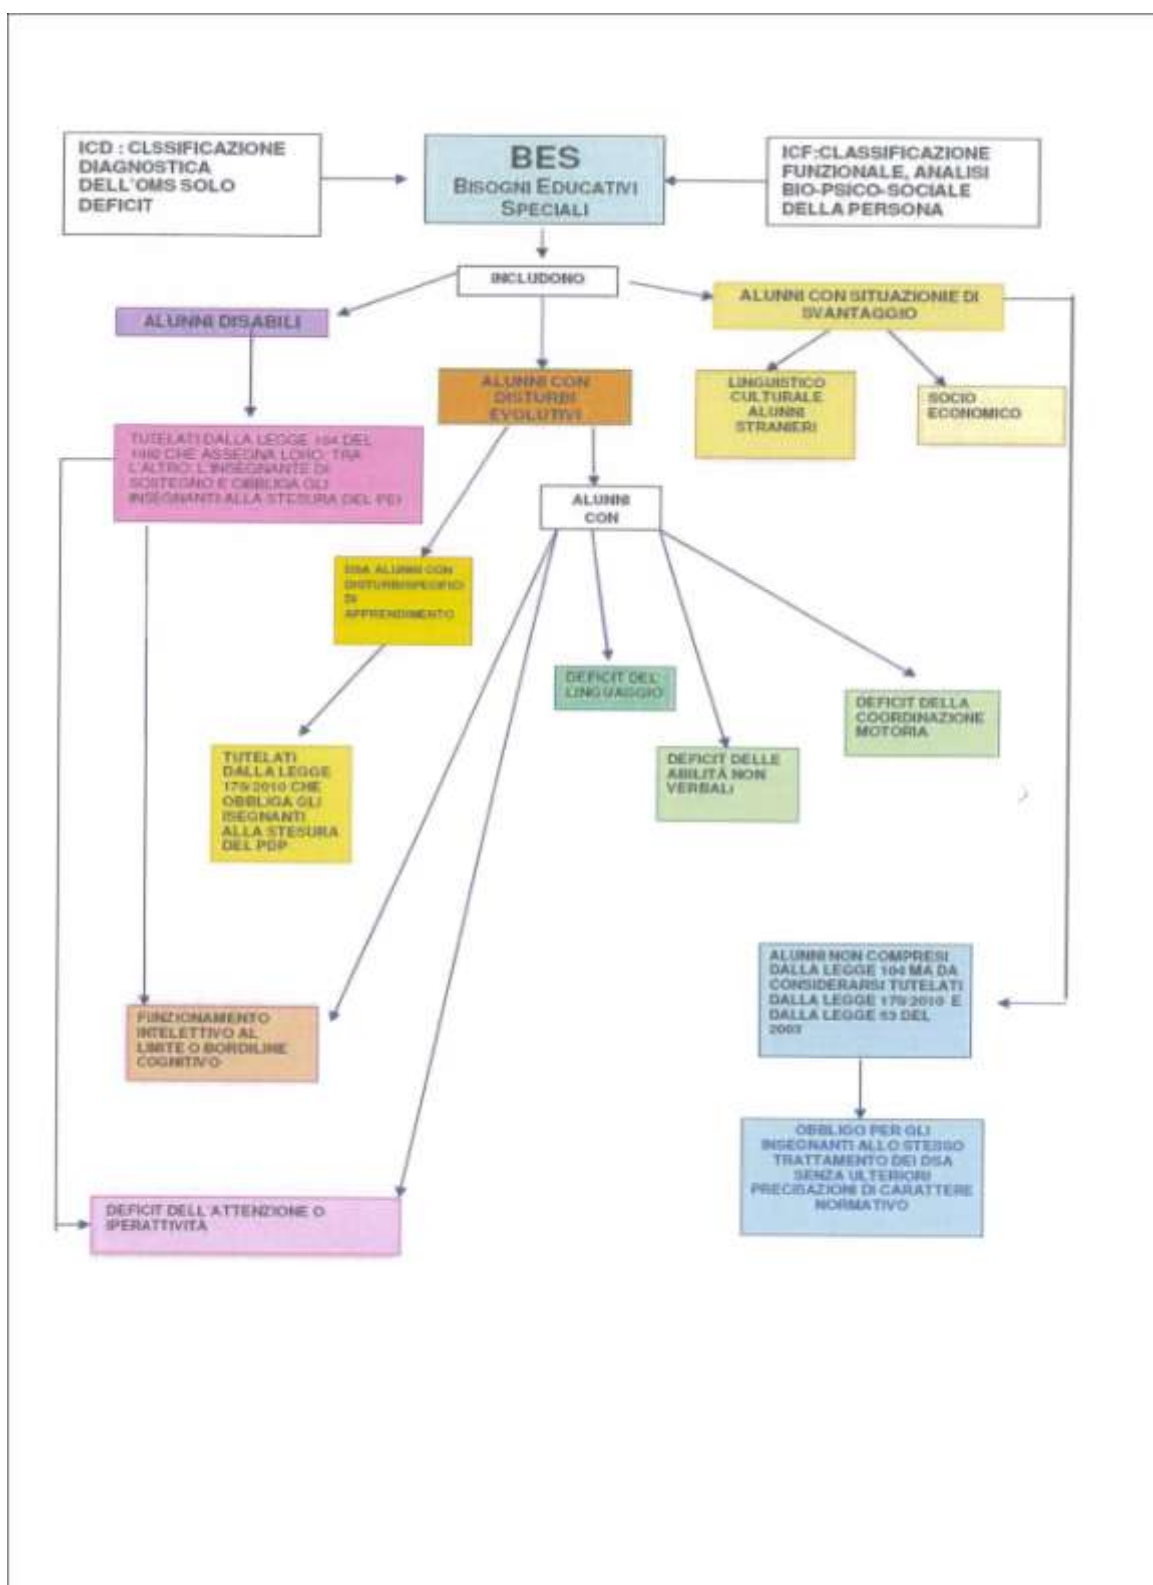 ICD : CLSSIFICAZIONE
DIAGNOSTICA
DELL'OMS SOLO
DEFICIT
BES
BISOGNI EDUCATIVI
SPECIALI
ICF:CLASSIFICAZIONE
FUNZIONALE, ANALISI
BIO-PSICO-SOCIALE
DELLA PERSONA
INCLUDONO
ALUNNI DISABILI
ALUNNI CON SITUAZIONIE DI
SVANTAGGIO
ALUNNI CON
DISTURBI
EVOLUTIVI
LINGUISTICO
CULTURALE
ALUNNI
STRANIERI
SOCIO
ECONOMICO
TUTELATI DALLA LEGGE 104 DEL
1992 CHE ASSEGNA LORO, TRA
L'ALTRO, L'INSEGNANTE DI
SOSTEGNO E OBBLIGA GLI
INSEGNANTI ALLA STESURA DEL PEI
ALUNNI
CON
DSA ALUNNI CON
DISTURBI SPECIFICI
DI
APPRENDIMENTO
DEFICIT DEL
LINGUAGGIO
DEFICIT DELLA
COORDINAZIONE
MOTORIA
TUTELATI
DALLA LEGGE
170/2010 CHE
OBBLIGA GLI
ISEGNANTI
ALLA STESURA
DEL PDP
DEFICIT DELLE
ABILITÀ NON
VERBALI
ALUNNI NON COMPRESI
DALLA LEGGE 104 MA DA
CONSIDERARSI TUTELATI
DALLA LEGGE 170/2010 E
DALLA LEGGE 53 DEL
2003
FUNZIONAMENTO
INTELETTIVO AL
LIMITE O BORDILINE
COGNITIVO
OBBLIGO PER GLI
INSEGNANTI ALLO STESSO
TRATTAMENTO DEI DSA
SENZA ULTERIORI
PRECISAZIONI DI CARATTERE
NORMATIVO
DEFICIT DELL'ATTENZIONE O
IPERATTIVITÀ